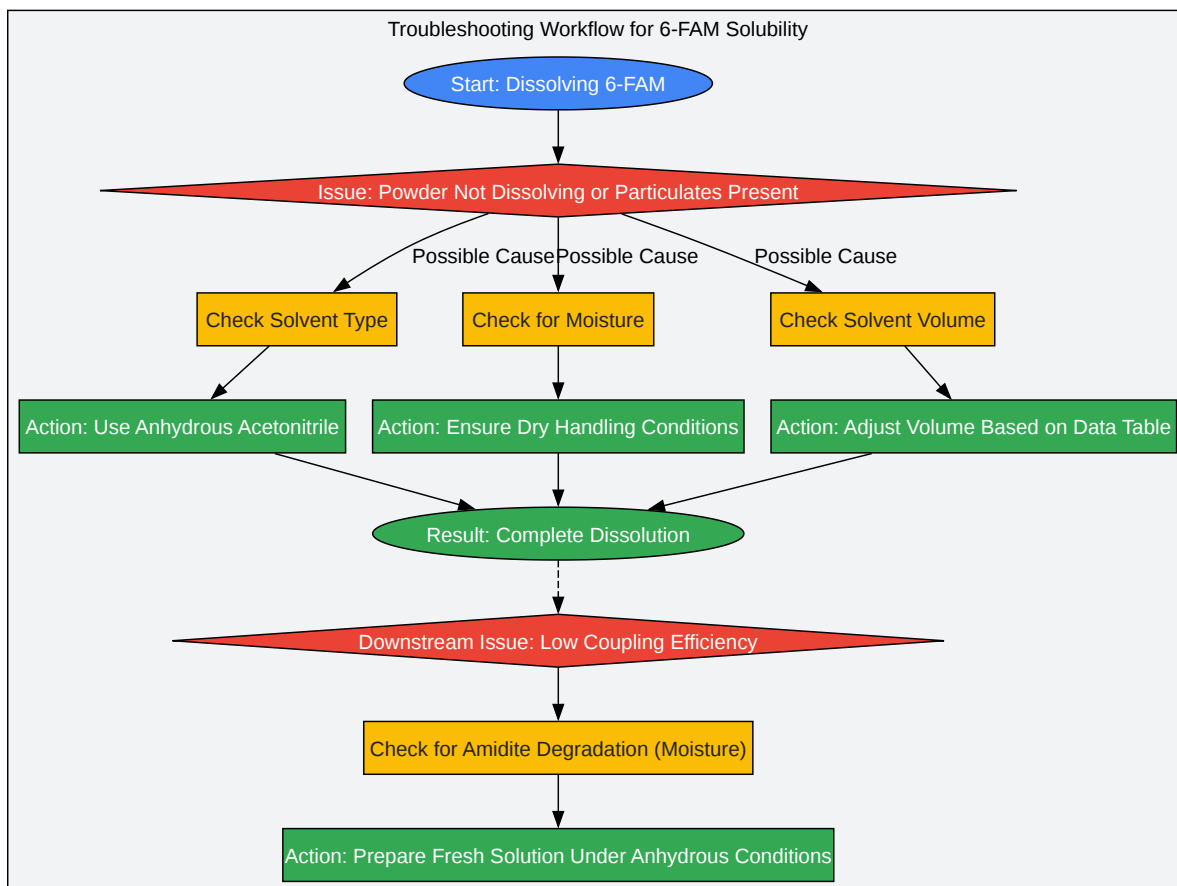 Troubleshooting Workflow for 6-FAM Solubility
Start: Dissolving 6-FAM
Issue: Powder Not Dissolving or Particulates Present
Possible Cause
Possible Cause
Possible Cause
Check Solvent Type
Check for Moisture
Check Solvent Volume
Action: Use Anhydrous Acetonitrile
Action: Ensure Dry Handling Conditions
Action: Adjust Volume Based on Data Table
Result: Complete Dissolution
Downstream Issue: Low Coupling Efficiency
Check for Amidite Degradation (Moisture)
Action: Prepare Fresh Solution Under Anhydrous Conditions